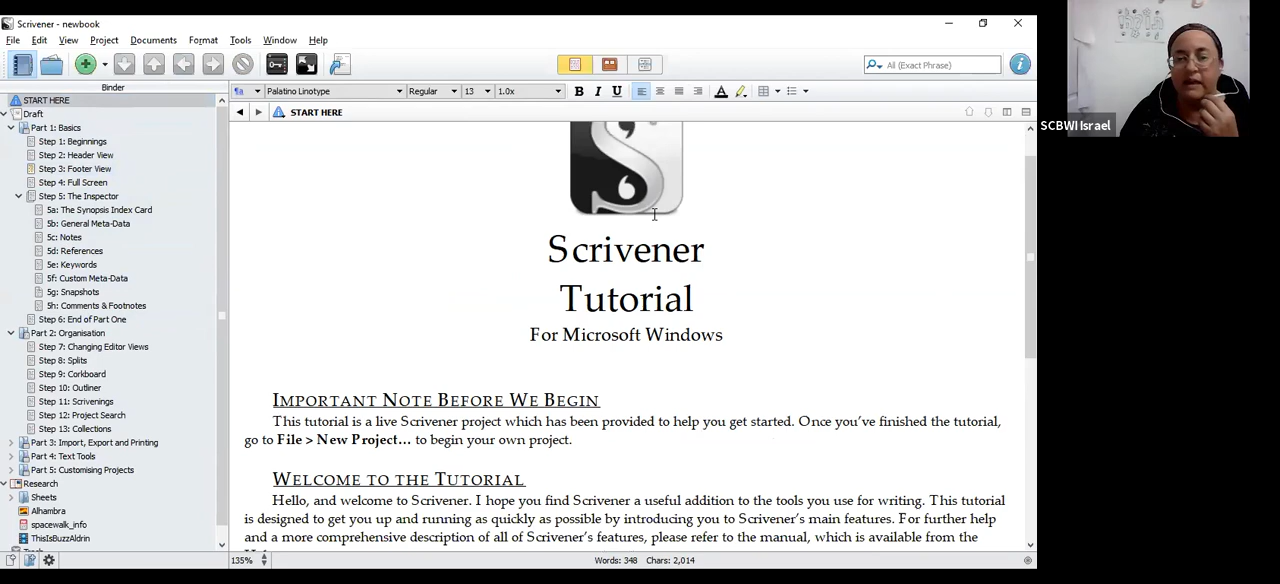 Scrivener - newbook
File Edit View Project Documents Format Tools Window Help
All (Exact Phrase)
Binder
Palatino Linotype Regular 13 1.0x B I U A
START HERE
START HERE
Draft
Part 1: Basics
Step 1: Beginnings
Step 2: Header View
Step 3: Footer View
Step 4: Full Screen
Step 5: The Inspector
5a: The Synopsis Index Card
5b: General Meta-Data
5c: Notes
5d: References
5e: Keywords
5f: Custom Meta-Data
5g: Snapshots
5h: Comments & Footnotes
Step 6: End of Part One
Part 2: Organisation
Step 7: Changing Editor Views
Step 8: Splits
Step 9: Corkboard
Step 10: Outliner
Step 11: Scrivenings
Step 12: Project Search
Step 13: Collections
Part 3: Import, Export and Printing
Part 4: Text Tools
Part 5: Customising Projects
Research
Sheets
Alhambra
spacewalk_info
ThisIsBuzzAldrin
Scrivener
Tutorial
For Microsoft Windows
IMPORTANT NOTE BEFORE WE BEGIN
This tutorial is a live Scrivener project which has been provided to help you get started. Once you've finished the tutorial,
go to File > New Project... to begin your own project.
WELCOME TO THE TUTORIAL
Hello, and welcome to Scrivener. I hope you find Scrivener a useful addition to the tools you use for writing. This tutorial
is designed to get you up and running as quickly as possible by introducing you to Scrivener's main features. For further help
and a more comprehensive description of all of Scrivener's features, please refer to the manual, which is available from the
135%
Words: 348 Chars: 2,014
SCBWI Israel